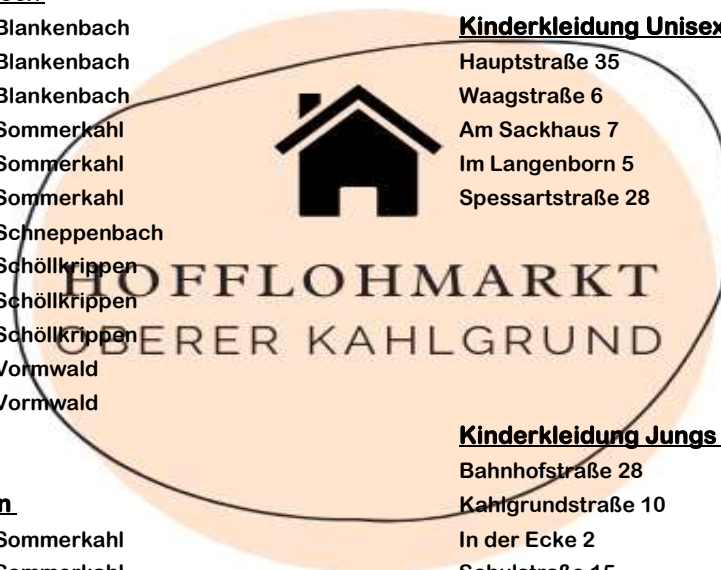 Blankenbach
Blankenbach
Blankenbach
Sommerkahl
Sommerkahl
Sommerkahl
Schneppenbach
Schöllkrippen
Schöllkrippen
Schöllkrippen
Vormwald
Vormwald
Sommerkahl
Kinderkleidung Unisex
Hauptstraße 35
Waagstraße 6
Am Sackhaus 7
Im Langenborn 5
Spessartstraße 28
HOFFLOHMARKT
OBERER KAHLGRUND
Kinderkleidung Jungs
Bahnhofstraße 28
Kahlgrundstraße 10
In der Ecke 2
Schulstraße 15